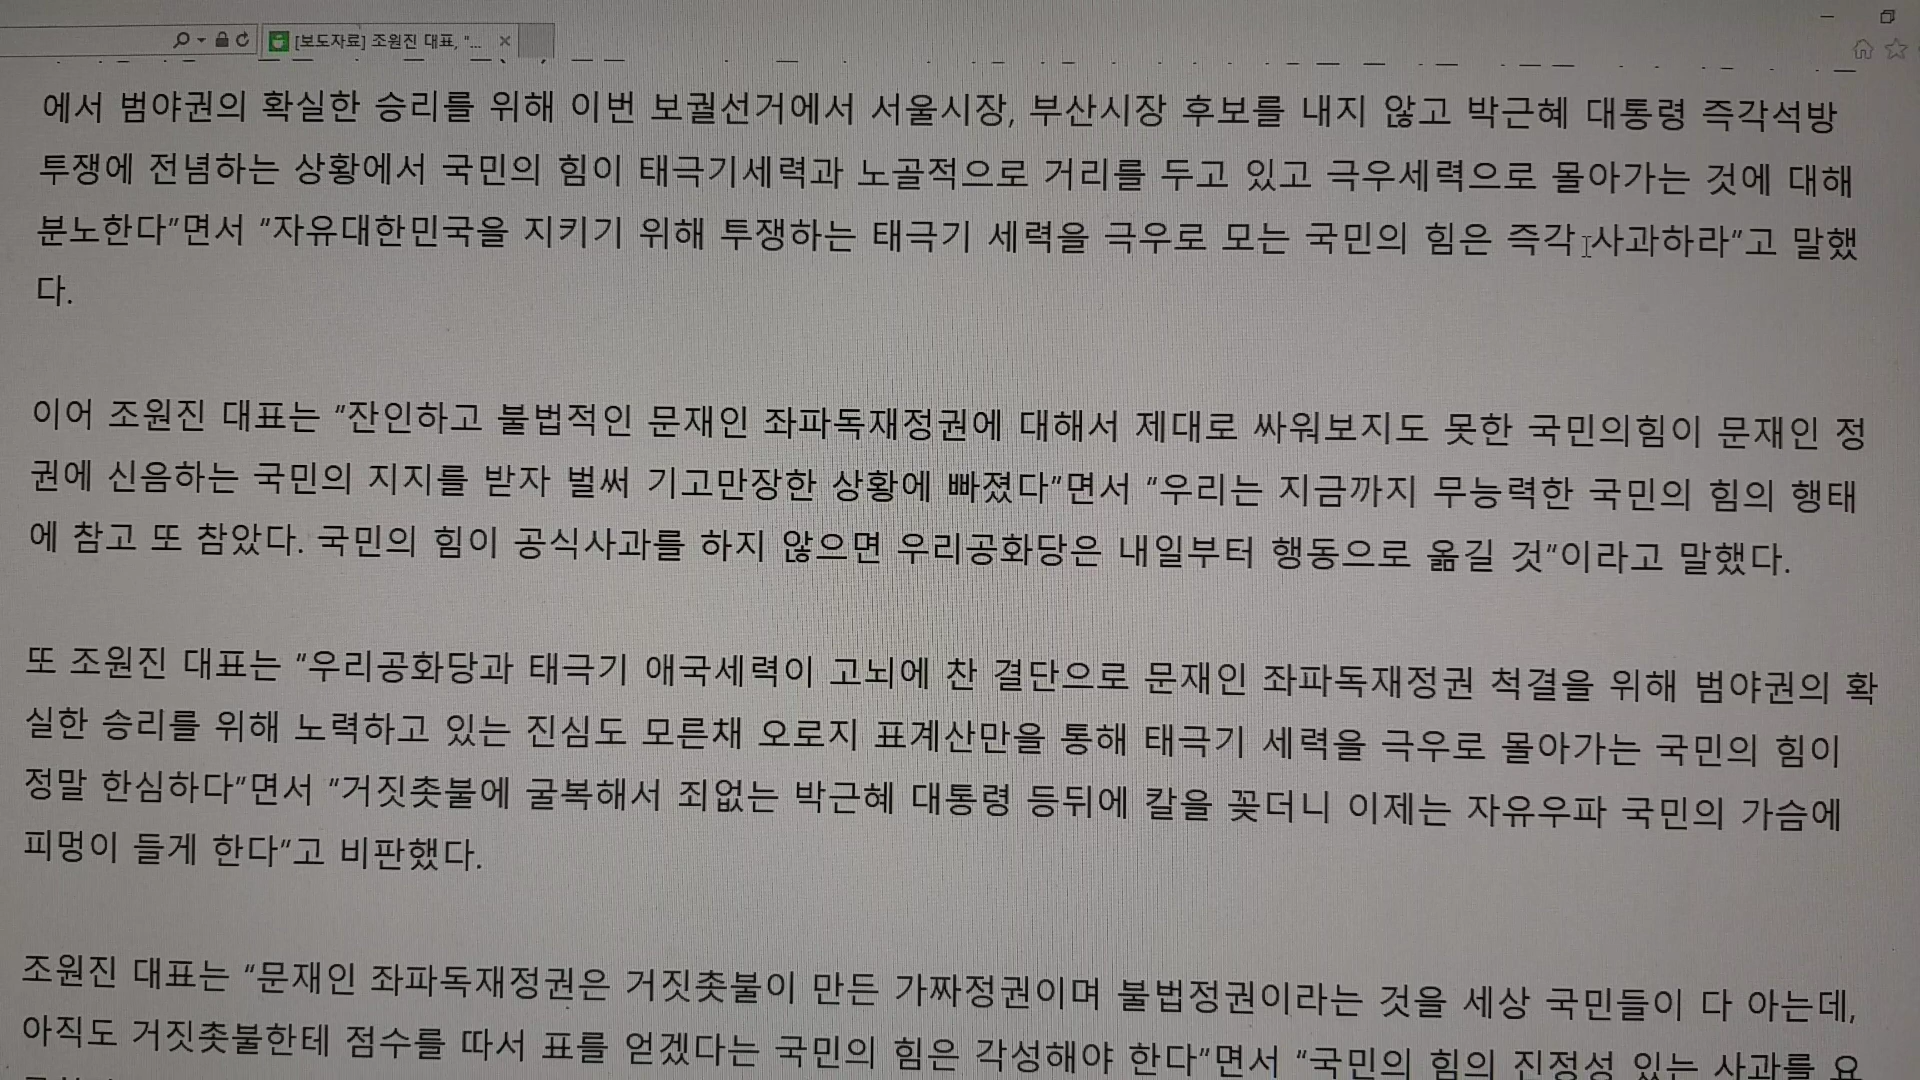 [보도자료] 조원진 대표, "...
에서 범야권의 확실한 승리를 위해 이번 보궐선거에서 서울시장, 부산시장 후보를 내지 않고 박근혜 대통령 즉각석방
투쟁에 전념하는 상황에서 국민의 힘이 태극기세력과 노골적으로 거리를 두고 있고 극우세력으로 몰아가는 것에 대해
분노한다”면서 “자유대한민국을 지키기 위해 투쟁하는 태극기 세력을 극우로 모는 국민의 힘은 즉각 사과하라”고 말했
다.
이어 조원진 대표는 “잔인하고 불법적인 문재인 좌파독재정권에 대해서 제대로 싸워보지도 못한 국민의힘이 문재인 정
권에 신음하는 국민의 지지를 받자 벌써 기고만장한 상황에 빠졌다”면서 “우리는 지금까지 무능력한 국민의 힘의 행태
에 참고 또 참았다. 국민의 힘이 공식사과를 하지 않으면 우리공화당은 내일부터 행동으로 옮길 것”이라고 말했다.
또 조원진 대표는 “우리공화당과 태극기 애국세력이 고뇌에 찬 결단으로 문재인 좌파독재정권 척결을 위해 범야권의 확
실한 승리를 위해 노력하고 있는 진심도 모른채 오로지 표계산만을 통해 태극기 세력을 극우로 몰아가는 국민의 힘이
정말 한심하다”면서 “거짓촛불에 굴복해서 죄없는 박근혜 대통령 등뒤에 칼을 꽂더니 이제는 자유우파 국민의 가슴에
피멍이 들게 한다“고 비판했다.
조원진 대표는 “문재인 좌파독재정권은 거짓촛불이 만든 가짜정권이며 불법정권이라는 것을 세상 국민들이 다 아는데,
아직도 거짓촛불한테 점수를 따서 표를 얻겠다는 국민의 힘은 각성해야 한다”면서 “국민의 힘의 진정성 있는 사과를 요